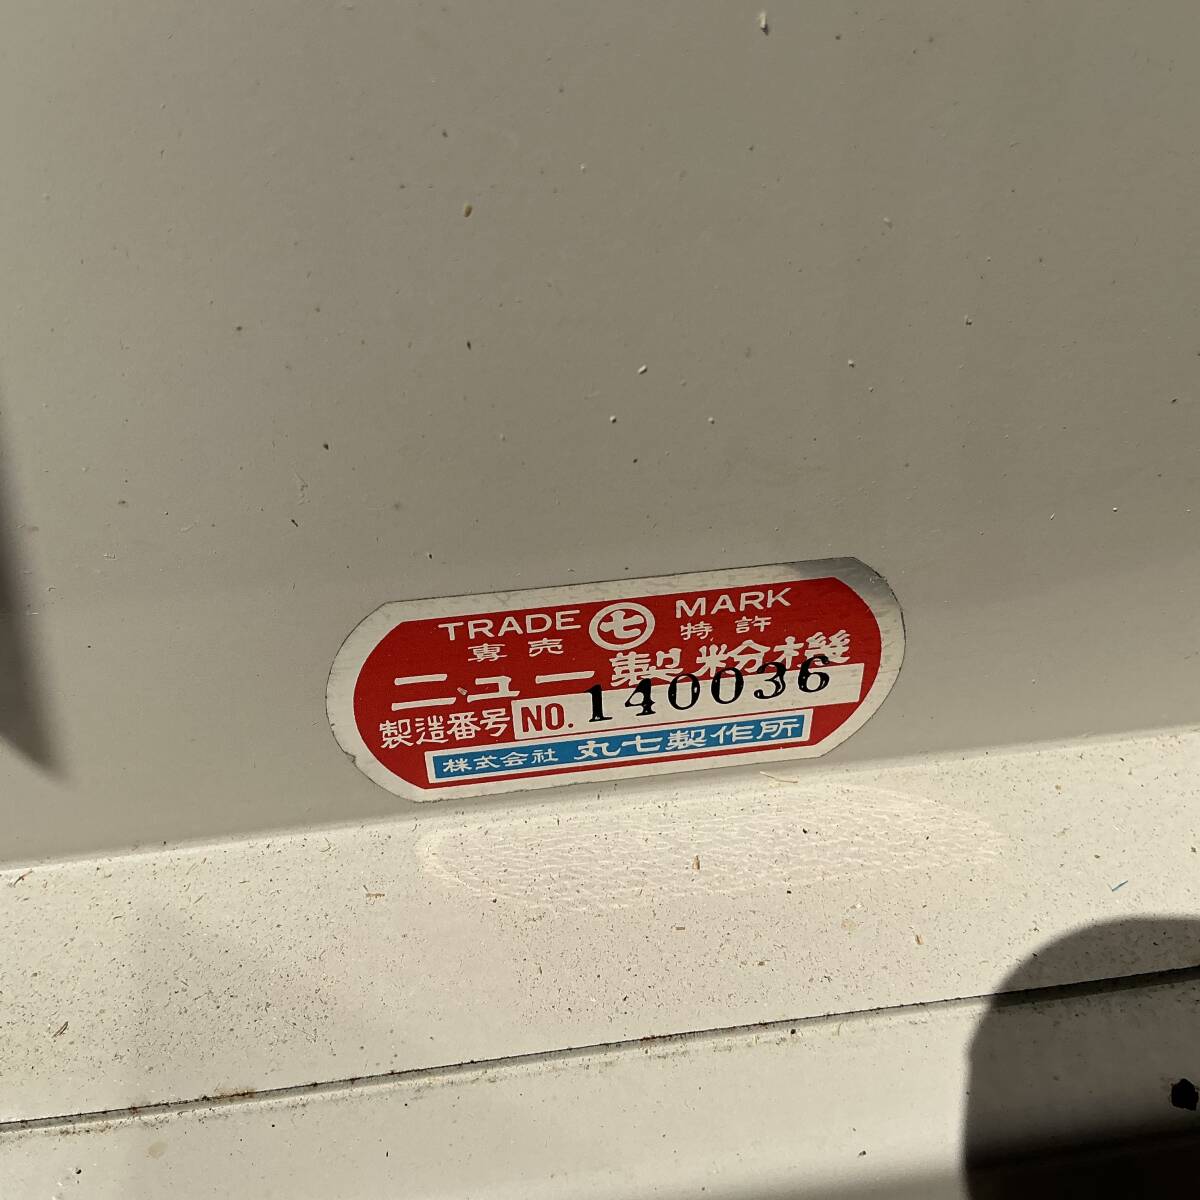 TRADE 七 MARK
専売 特許
ニュー製粉機
製造番号 NO. 140036
株式会社 丸七製作所